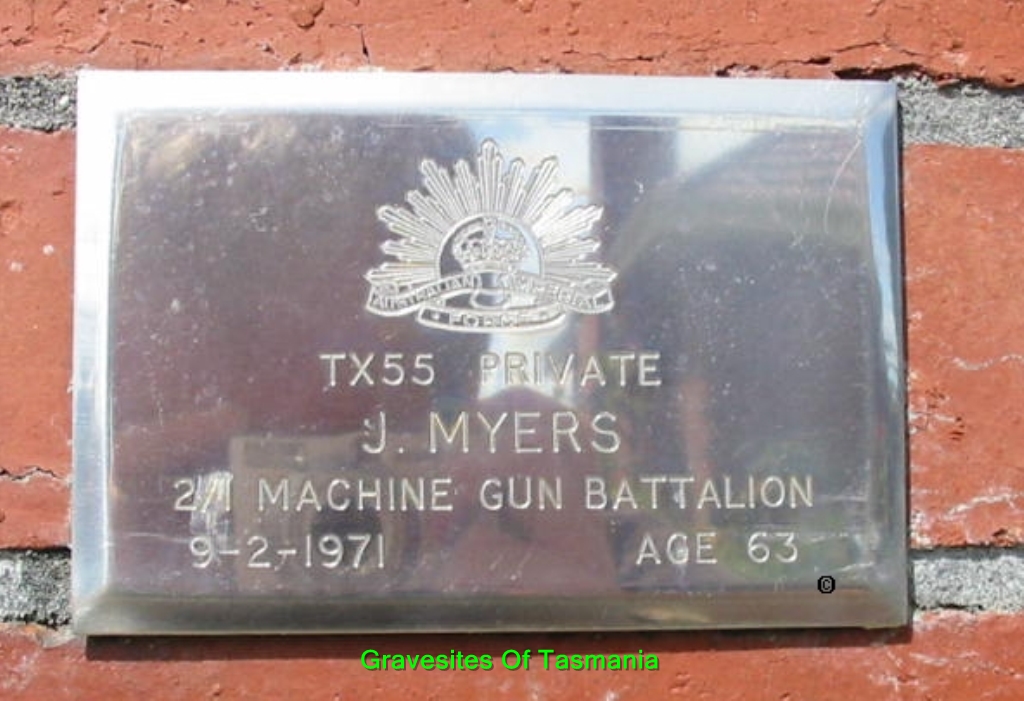 AUSTRALIAN IMPERIAL
FORCE
TX55 PRIVATE
J. MYERS
2/1 MACHINE GUN BATTALION
9-2-1971 AGE 63
©
Gravesites Of Tasmania